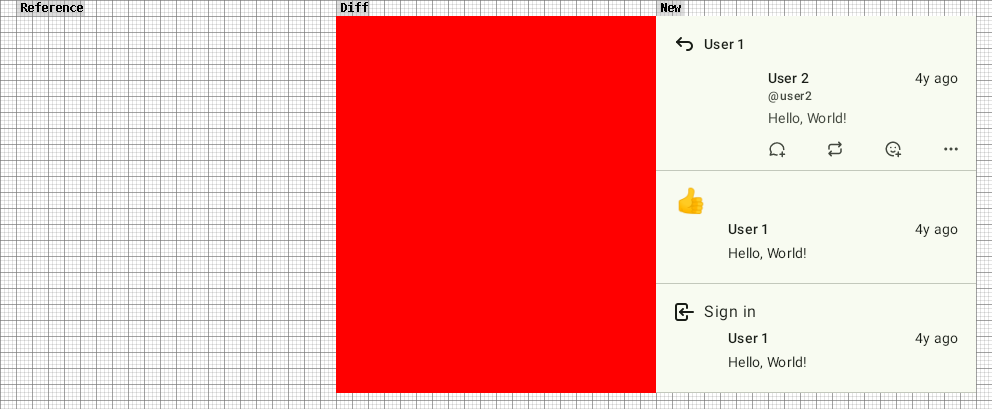 Reference
Diff
New
User 1
User 2 4y ago
@user2
Hello, World!
User 1 4y ago
Hello, World!
Sign in
User 1 4y ago
Hello, World!